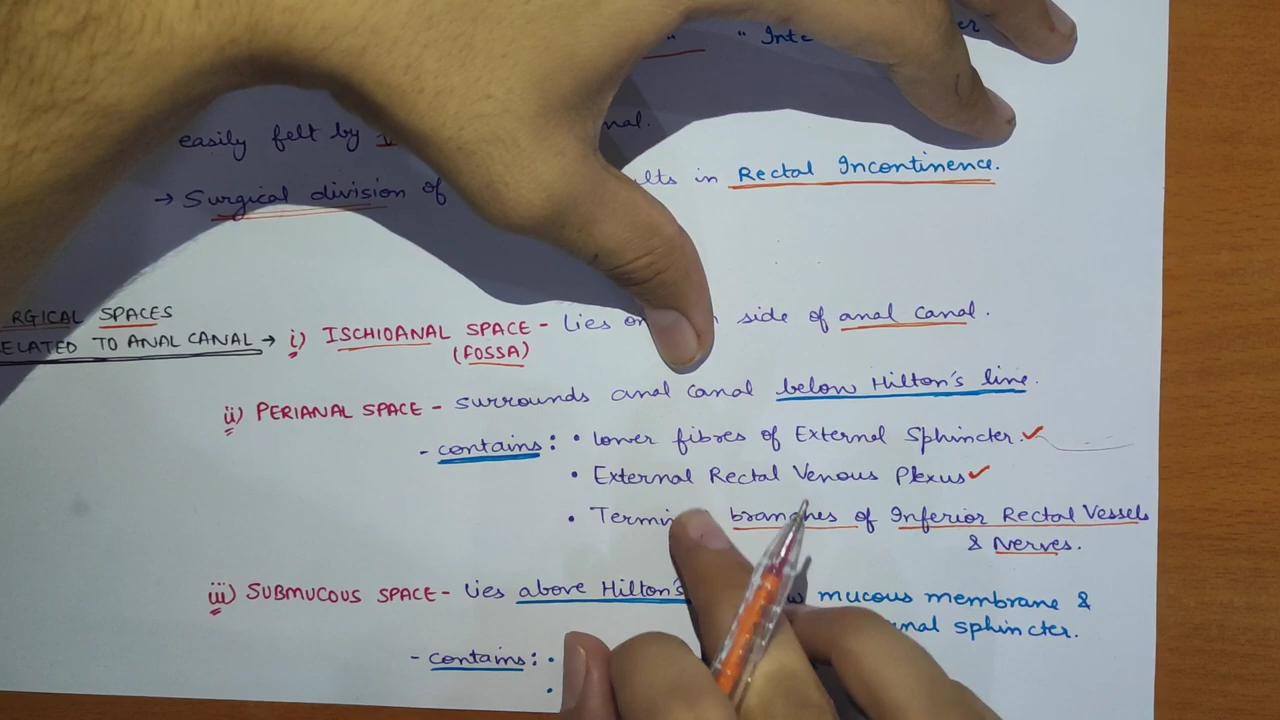 "
easily felt by
nal.
→ Surgical division of ults in Rectal Incontinence.
RGICAL SPACES
ELATED TO ANAL CANAL → i) ISCHIOANAL SPACE - lies on side of anal canal.
(FOSSA)
ii) PERIANAL SPACE - surrounds anal canal below Hilton's line.
- contains: • lower fibres of External Sphincter. ✓
• External Rectal Venous Plexus ✓
• Termi branches of Inferior Rectal Vessels
& Nerves.
iii) SUBMUCOUS SPACE - lies above Hilton's mucous membrane &
nal sphincter.
- contains: •
•